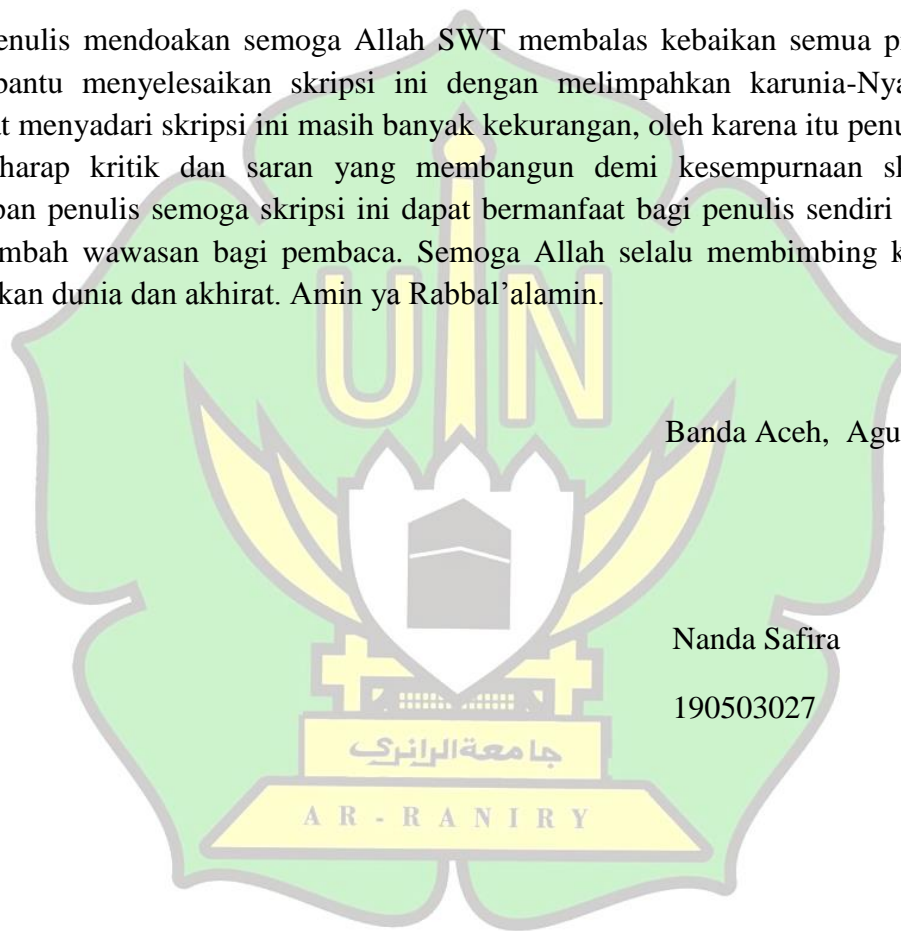 enulis mendoakan semoga Allah SWT membalas kebaikan semua p
bantu menyelesaikan skripsi ini dengan melimpahkan karunia-Nya
at menyadari skripsi ini masih banyak kekurangan, oleh karena itu penu
harap kritik dan saran yang membangun demi kesempurnaan sk
pan penulis semoga skripsi ini dapat bermanfaat bagi penulis sendiri
mbah wawasan bagi pembaca. Semoga Allah selalu membimbing k
kan dunia dan akhirat. Amin ya Rabbal’alamin.
UIN
Banda Aceh, Agu
Nanda Safira
190503027
جامعة الرانري
AR-RANIRY